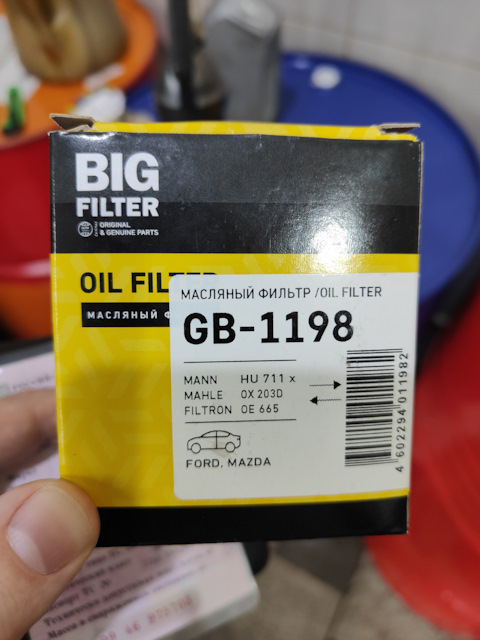 BIG
FILTER
ORIGINAL
& GENUINE PARTS
OIL FILTER
МАСЛЯНЫЙ
МАСЛЯНЫЙ ФИЛЬТР /OIL FILTER
GB-1198
MANN HU 711 x
MAHLE OX 203D
FILTRON OE 665
FORD, MAZDA
4 602294 011982